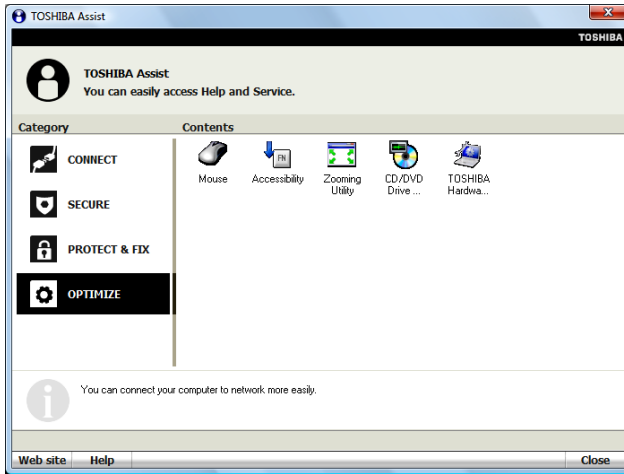 TOSHIBA Assist
TOSHIBA
TOSHIBA Assist
You can easily access Help and Service.
Category
Contents
CONNECT
SECURE
PROTECT & FIX
OPTIMIZE
Mouse
Accessibility
FN
Zooming
Utility
CD/DVD
Drive ...
TOSHIBA
Hardwa...
You can connect your computer to network more easily.
Web site
Help
Close